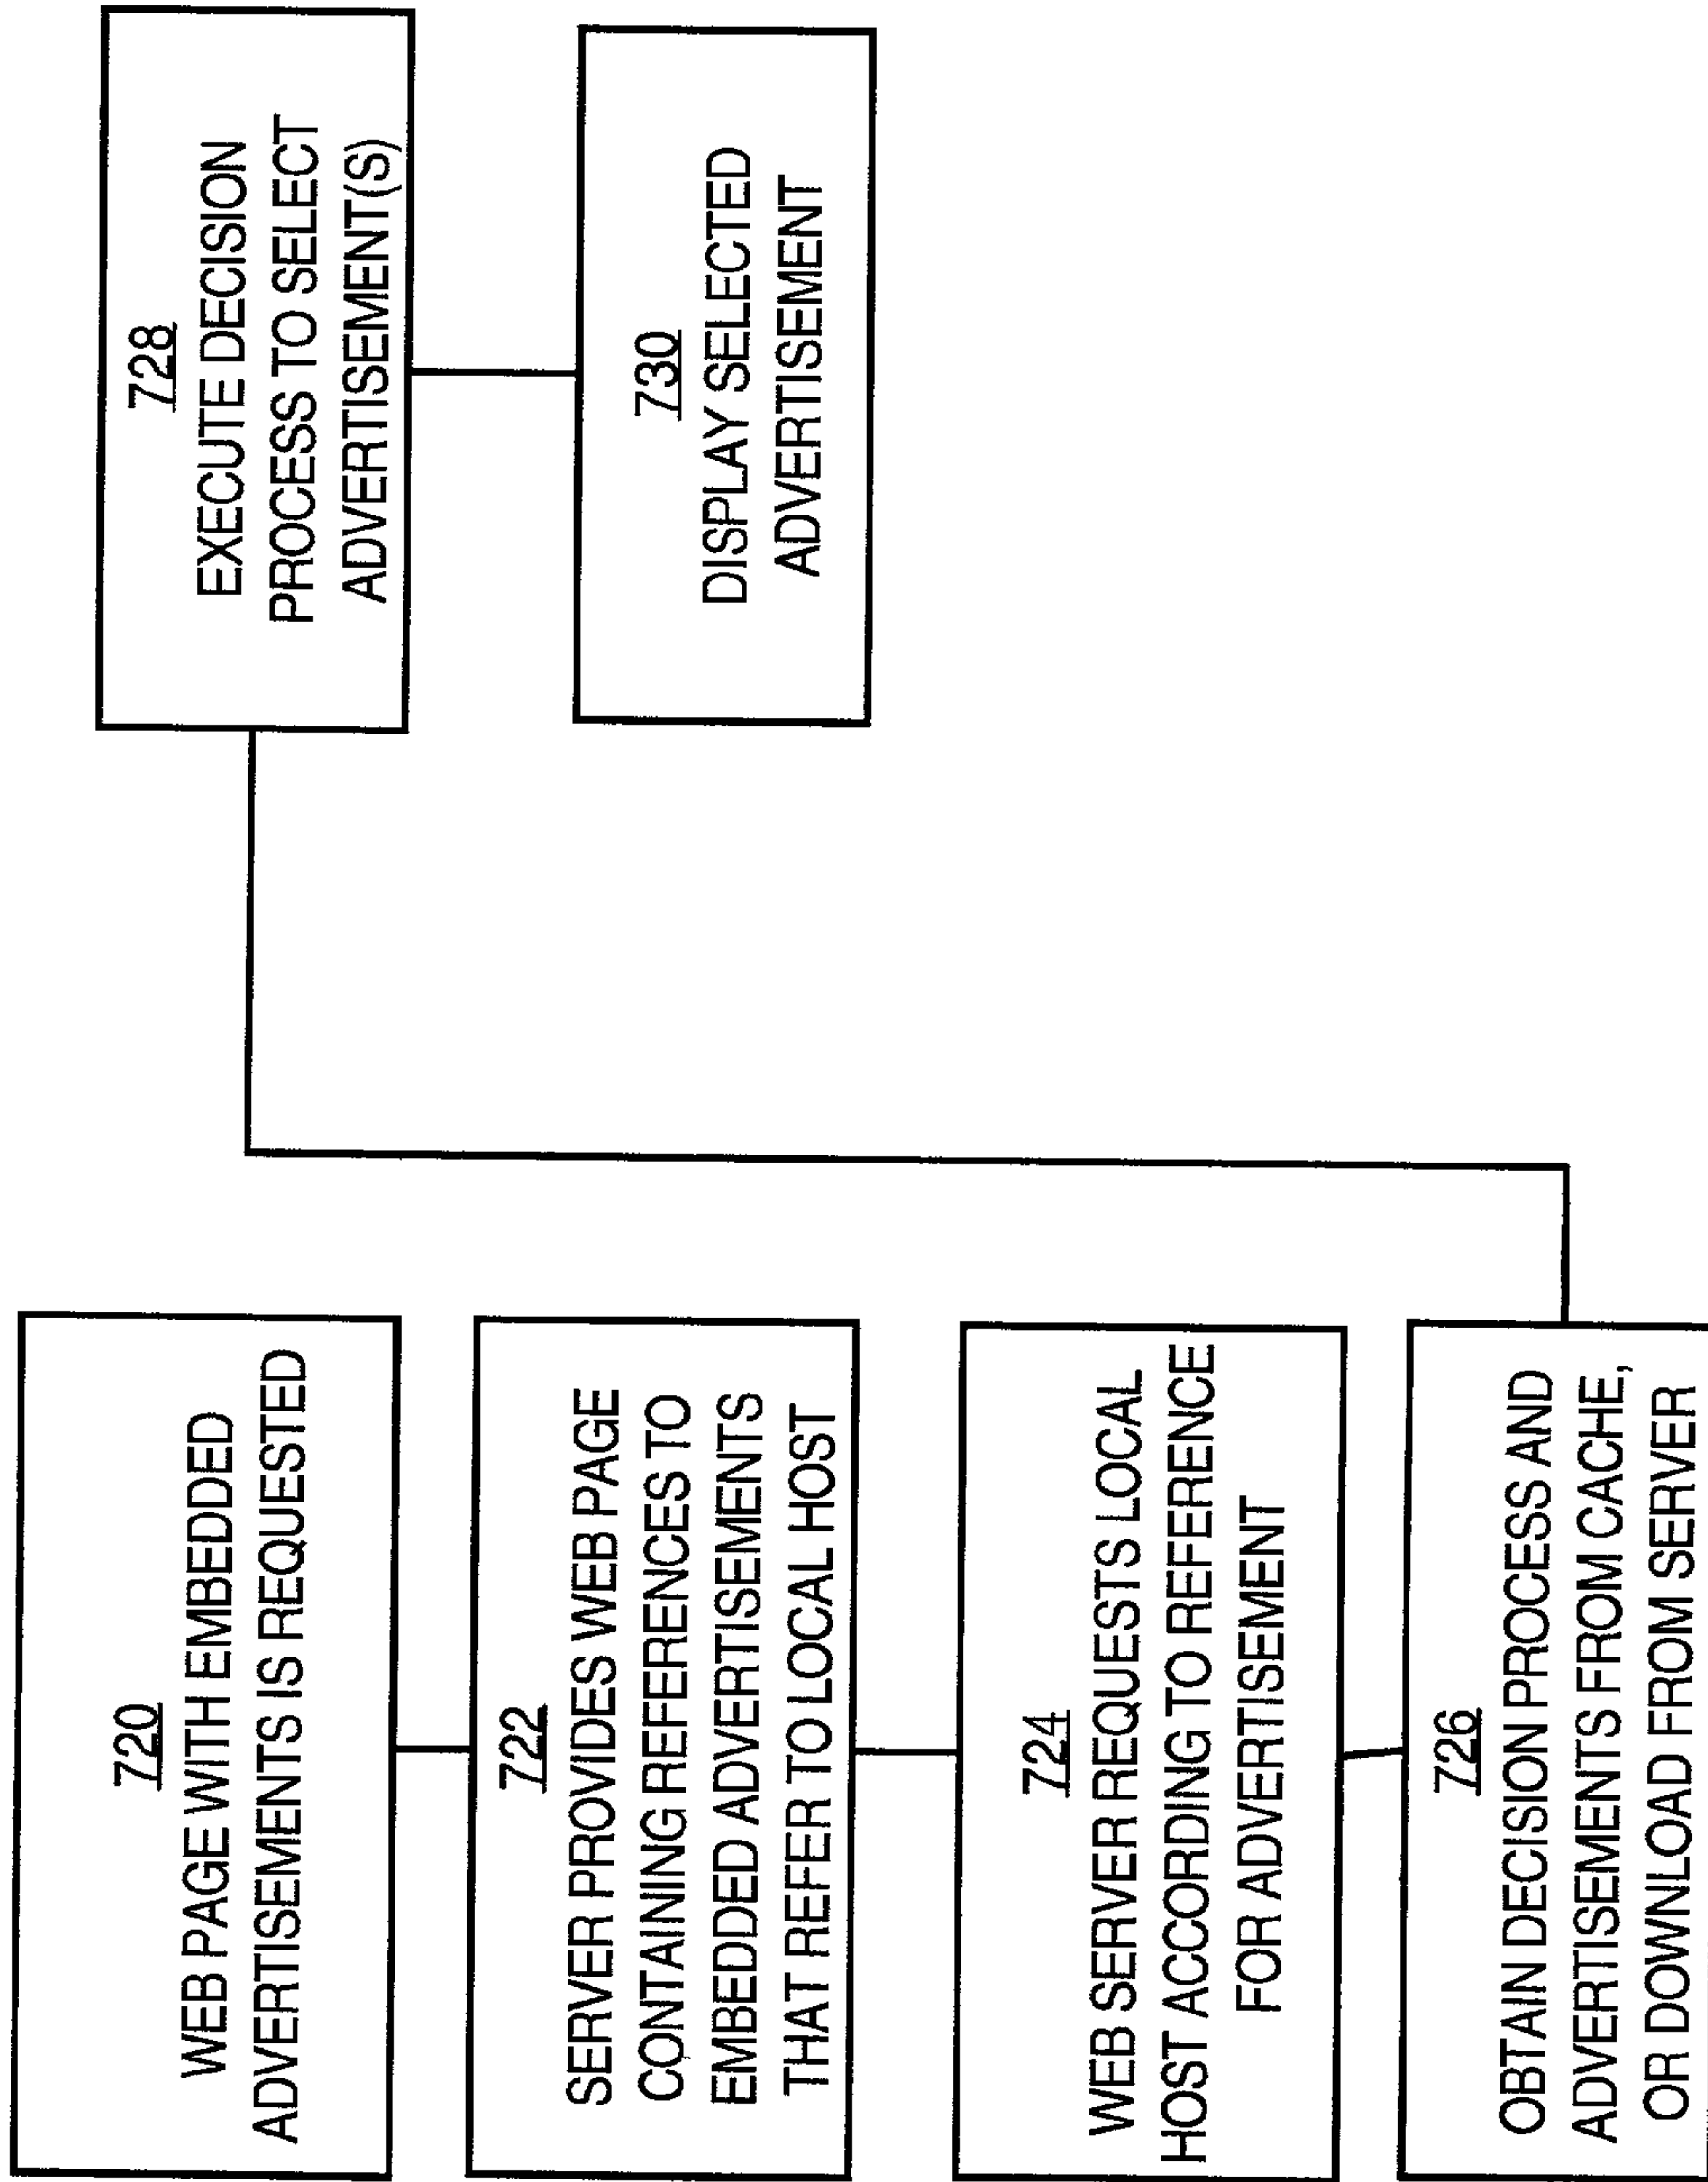 720
WEB PAGE WITH EMBEDDED
ADVERTISEMENTS IS REQUESTED
722
SERVER PROVIDES WEB PAGE
CONTAINING REFERENCES TO
EMBEDDED ADVERTISEMENTS
THAT REFER TO LOCAL HOST
724
WEB SERVER REQUESTS LOCAL
HOST ACCORDING TO REFERENCE
FOR ADVERTISEMENT
726
OBTAIN DECISION PROCESS AND
ADVERTISEMENTS FROM CACHE,
OR DOWNLOAD FROM SERVER
728
EXECUTE DECISION
PROCESS TO SELECT
ADVERTISEMENT(S)
730
DISPLAY SELECTED
ADVERTISEMENT